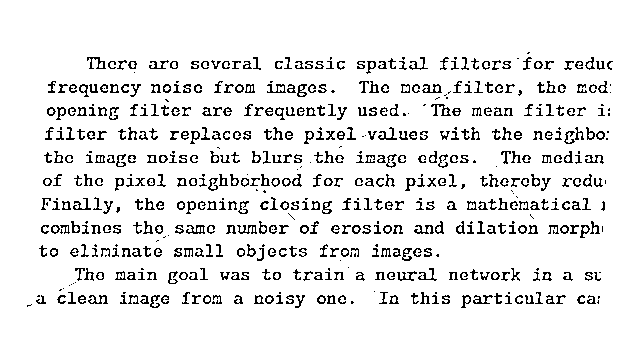 There are several classic spatial filters for reduc
frequency noise from images. The mean filter, the med
opening filter are frequently used. The mean filter is
filter that replaces the pixel values with the neighbo
the image noise but blurs the image edges. The median
of the pixel neighborhood for each pixel, thereby redu
Finally, the opening closing filter is a mathematical
combines the same number of erosion and dilation morph
to eliminate small objects from images.
The main goal was to train a neural network in a su
a clean image from a noisy one. In this particular cas